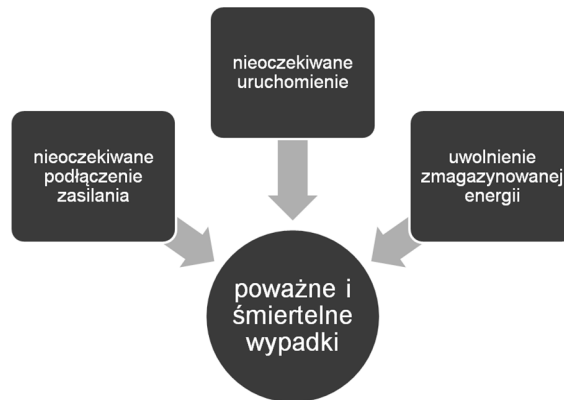 nieoczekiwane
uruchomienie
nieoczekiwane
podłączenie
zasilania
uwolnienie
zmagazynowanej
energii
poważne i
śmiertelne
wypadki